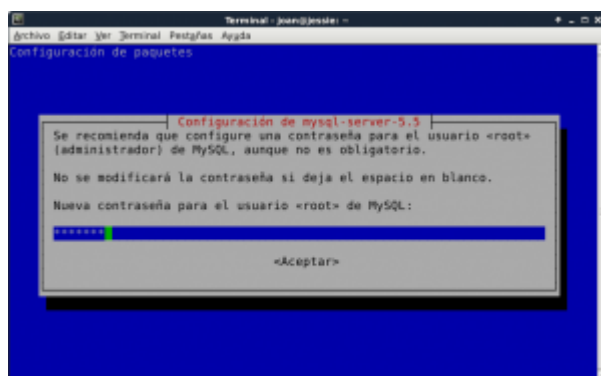 Terminal - joan@jessie: ~
Archivo Editar Ver Terminal Pestañas Ayuda
Configuración de paquetes
Configuración de mysql-server-5.5
Se recomienda que configure una contraseña para el usuario «root»
(administrador) de MySQL, aunque no es obligatorio.
No se modificará la contraseña si deja el espacio en blanco.
Nueva contraseña para el usuario «root» de MySQL:
*******
<Aceptar>